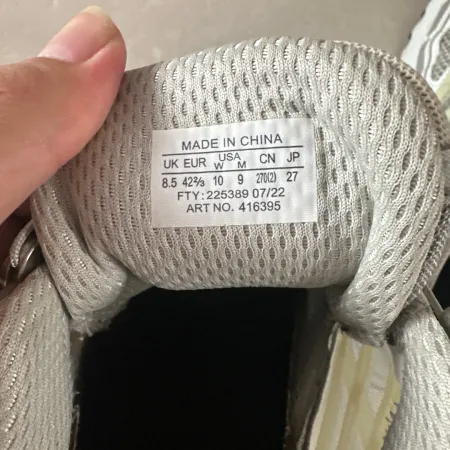 MADE IN CHINA
UK EUR USA W M CN JP
8.5 42⅔ 10 9 270(2) 27
FTY: 225389 07/22
ART NO. 416395